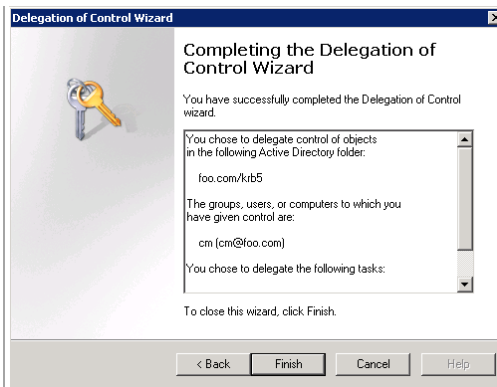 Delegation of Control Wizard
Completing the Delegation of
Control Wizard
You have successfully completed the Delegation of Control
wizard.
You chose to delegate control of objects
in the following Active Directory folder:
foo.com/krb5
The groups, users, or computers to which you
have given control are:
cm (cm@foo.com)
You chose to delegate the following tasks:
To close this wizard, click Finish.
< Back
Finish
Cancel
Help